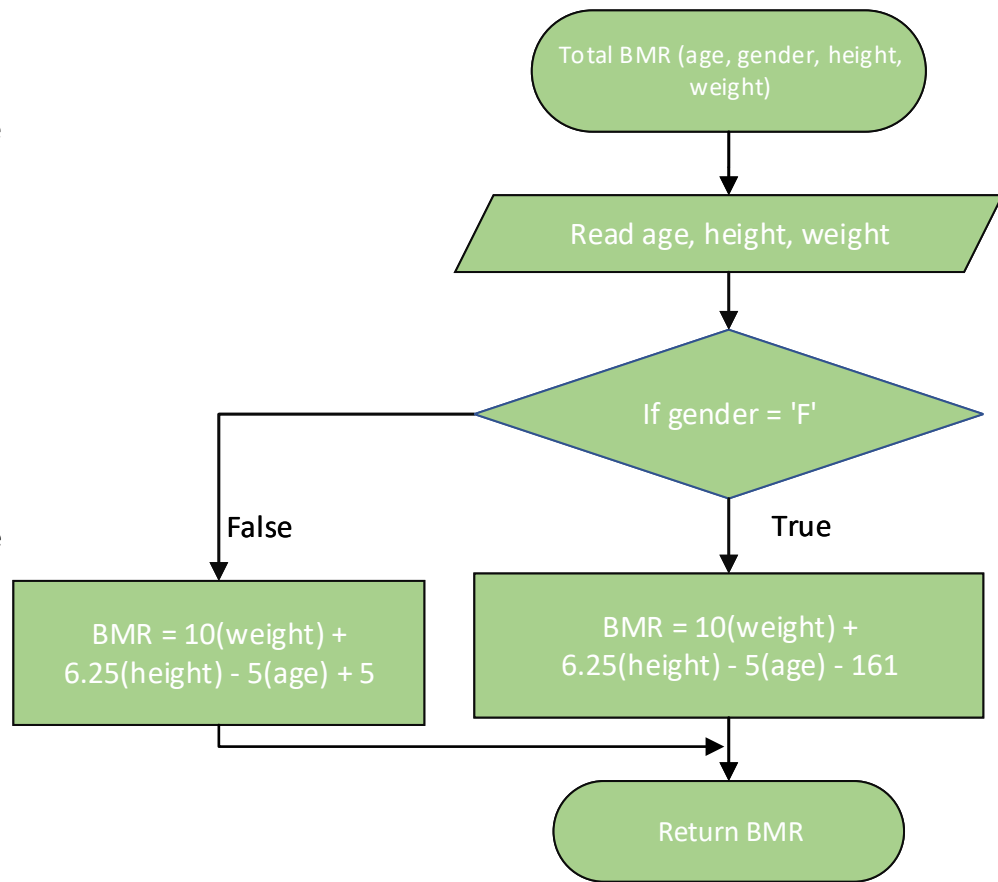 Total BMR (age, gender, height,
weight)
Read age, height, weight
If gender = 'F'
False
True
BMR = 10(weight) +
6.25(height) - 5(age) + 5
BMR = 10(weight) +
6.25(height) - 5(age) - 161
Return BMR